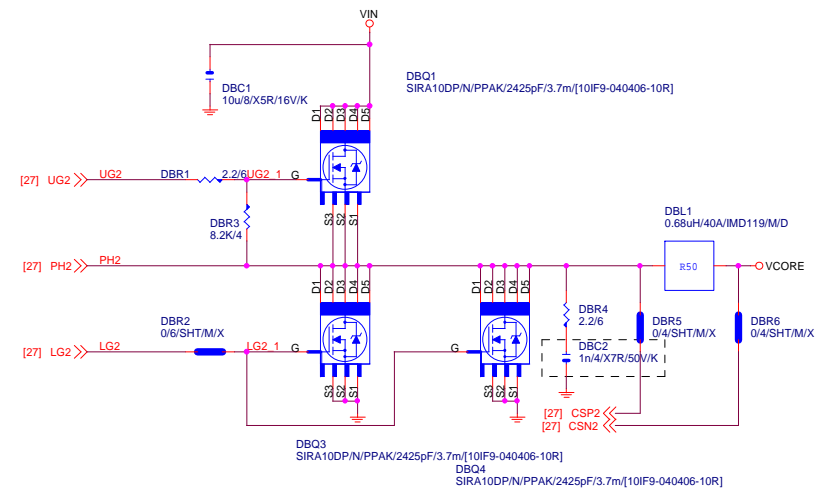 VIN
DBC1
10u/8/X5R/16V/K
DBQ1
SIRA10DP/N/PPAK/2425pF/3.7m/[10IF9-040406-10R]
D1
D2
D3
D4
D5
[27] UG2
UG2
DBR1
2.2/6
UG2_1
G
S3
S2
S1
DBR3
8.2K/4
DBL1
0.68uH/40A/IMD119/M/D
[27] PH2
PH2
R50
VCORE
D1
D2
D3
D4
D5
D1
D2
D3
D4
D5
DBR2
0/6/SHT/M/X
DBR4
2.2/6
DBR5
0/4/SHT/M/X
DBR6
0/4/SHT/M/X
[27] LG2
LG2
LG2_1
G
G
DBC2
1n/4/X7R/50V/K
S3
S2
S1
S3
S2
S1
[27] CSP2
[27] CSN2
DBQ3
SIRA10DP/N/PPAK/2425pF/3.7m/[10IF9-040406-10R]
DBQ4
SIRA10DP/N/PPAK/2425pF/3.7m/[10IF9-040406-10R]